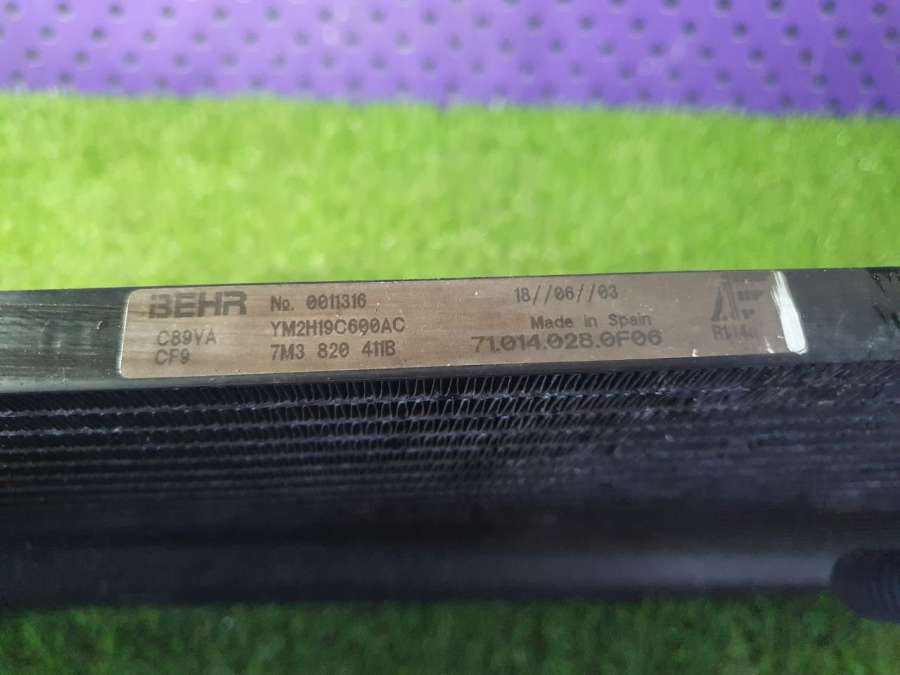 BEHR No. 0011316 18//06//03
C89VA YM2H19C600AC Made in Spain
CF9 7M3 820 411B 71.014.028.0F06